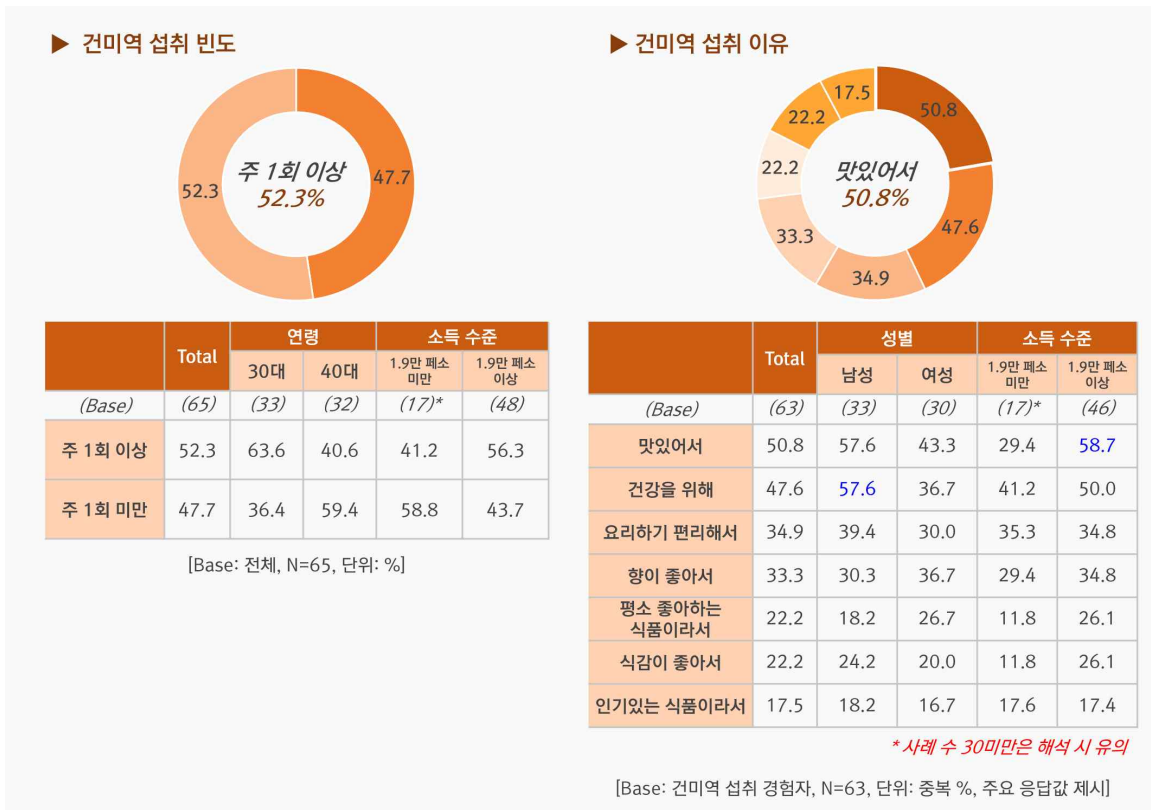 ▶ 건미역 섭취 빈도
52.3
47.7
주 1회 이상
52.3%
연령
소득 수준
Total
30대
40대
1.9만 페소
미만
1.9만 페소
이상
(Base) (65) (33) (32) (17)* (48)
주 1회 이상 52.3 63.6 40.6 41.2 56.3
주 1회 미만 47.7 36.4 59.4 58.8 43.7
[Base: 전체, N=65, 단위: %]
▶ 건미역 섭취 이유
17.5
50.8
22.2
22.2
맛있어서
50.8%
33.3
47.6
34.9
성별
소득 수준
Total
남성
여성
1.9만 페소
미만
1.9만 페소
이상
(Base) (63) (33) (30) (17)* (46)
맛있어서 50.8 57.6 43.3 29.4 58.7
건강을 위해 47.6 57.6 36.7 41.2 50.0
요리하기 편리해서 34.9 39.4 30.0 35.3 34.8
향이 좋아서 33.3 30.3 36.7 29.4 34.8
평소 좋아하는
식품이라서 22.2 18.2 26.7 11.8 26.1
식감이 좋아서 22.2 24.2 20.0 11.8 26.1
인기있는 식품이라서 17.5 18.2 16.7 17.6 17.4
* 사례 수 30미만은 해석 시 유의
[Base: 건미역 섭취 경험자, N=63, 단위: 중복 %, 주요 응답값 제시]